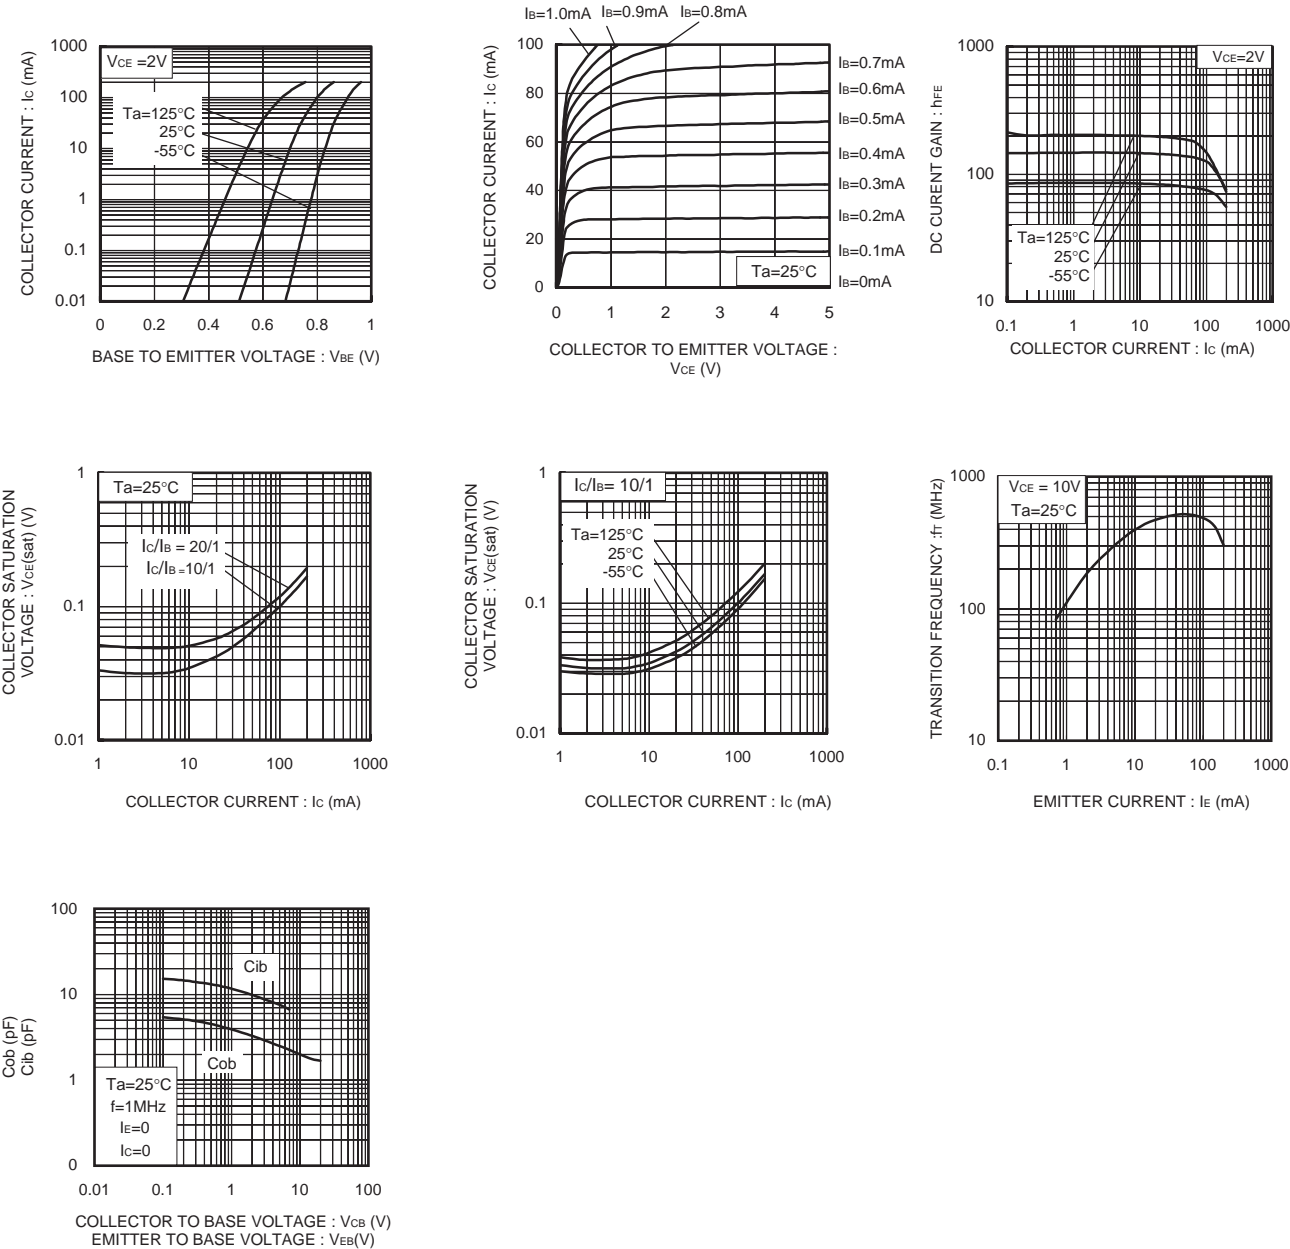 1000
100
10
1
0.1
0.01
COLLECTOR CURRENT : IC (mA)
VCE =2V
Ta=125°C
25°C
-55°C
0 0.2 0.4 0.6 0.8 1
BASE TO EMITTER VOLTAGE : VBE (V)
IB=1.0mA IB=0.9mA IB=0.8mA
100
80
60
40
20
0
COLLECTOR CURRENT : IC (mA)
IB=0.7mA
IB=0.6mA
IB=0.5mA
IB=0.4mA
IB=0.3mA
IB=0.2mA
IB=0.1mA
IB=0mA
Ta=25°C
0 1 2 3 4 5
COLLECTOR TO EMITTER VOLTAGE :
VCE (V)
1000
100
10
DC CURRENT GAIN : hFE
VCE=2V
Ta=125°C
25°C
-55°C
0.1 1 10 100 1000
COLLECTOR CURRENT : IC (mA)
1
0.1
0.01
COLLECTOR SATURATION
VOLTAGE : VCE(sat) (V)
Ta=25°C
IC/IB = 20/1
IC/IB =10/1
1 10 100 1000
COLLECTOR CURRENT : IC (mA)
1
0.1
0.01
COLLECTOR SATURATION
VOLTAGE : VCE(sat) (V)
IC/IB= 10/1
Ta=125°C
25°C
-55°C
1 10 100 1000
COLLECTOR CURRENT : IC (mA)
1000
100
10
TRANSITION FREQUENCY :fT (MHz)
VCE = 10V
Ta=25°C
0.1 1 10 100 1000
EMITTER CURRENT : IE (mA)
100
10
1
0
Cob (pF)
Cib (pF)
Cib
Cob
Ta=25°C
f=1MHz
IE=0
IC=0
0.01 0.1 1 10 100
COLLECTOR TO BASE VOLTAGE : VCB (V)
EMITTER TO BASE VOLTAGE : VEB(V)